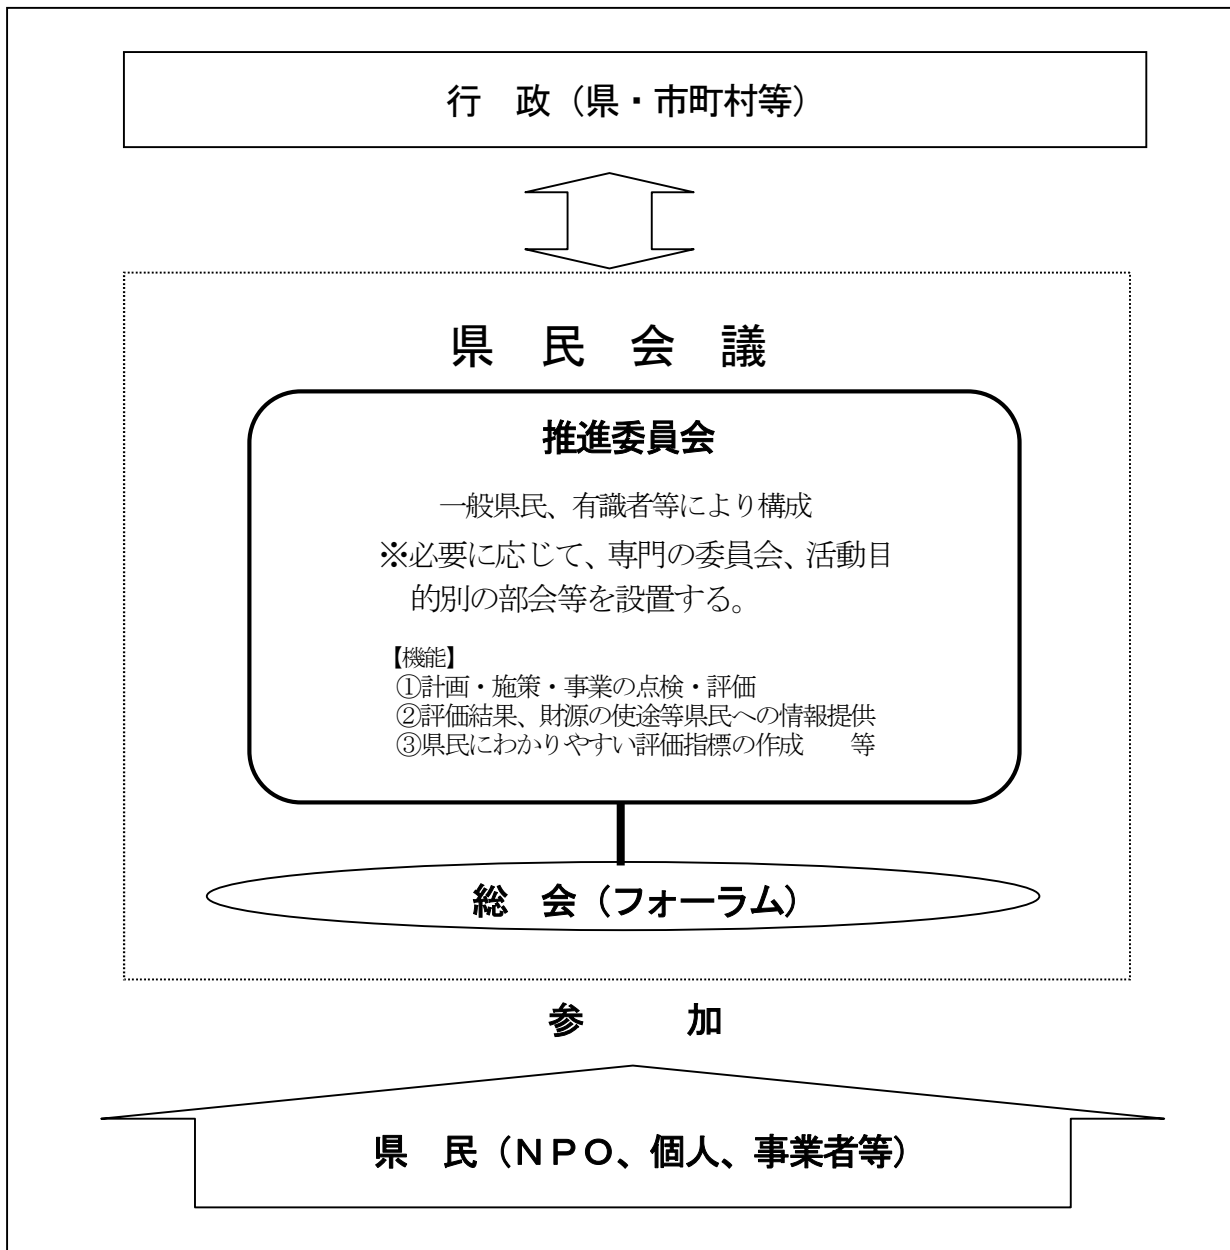 行　政（県・市町村等）
県　民　会　議
推進委員会
一般県民、有識者等により構成
※必要に応じて、専門の委員会、活動目
的別の部会等を設置する。
【機能】
①計画・施策・事業の点検・評価
②評価結果、財源の使途等県民への情報提供
③県民にわかりやすい評価指標の作成　　等
総　会（フォーラム）
参　　　加
県　民（ＮＰＯ、個人、事業者等）